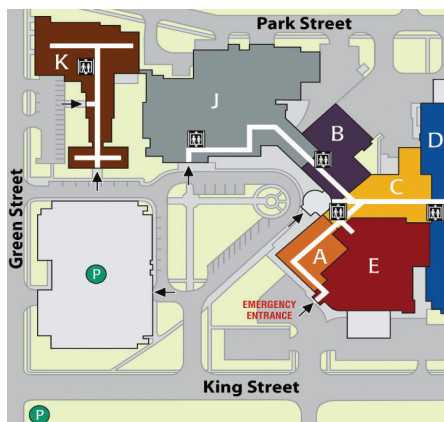 Park Street
K
J
B
D
C
Green Street
A
E
P
EMERGENCY
ENTRANCE
King Street
P